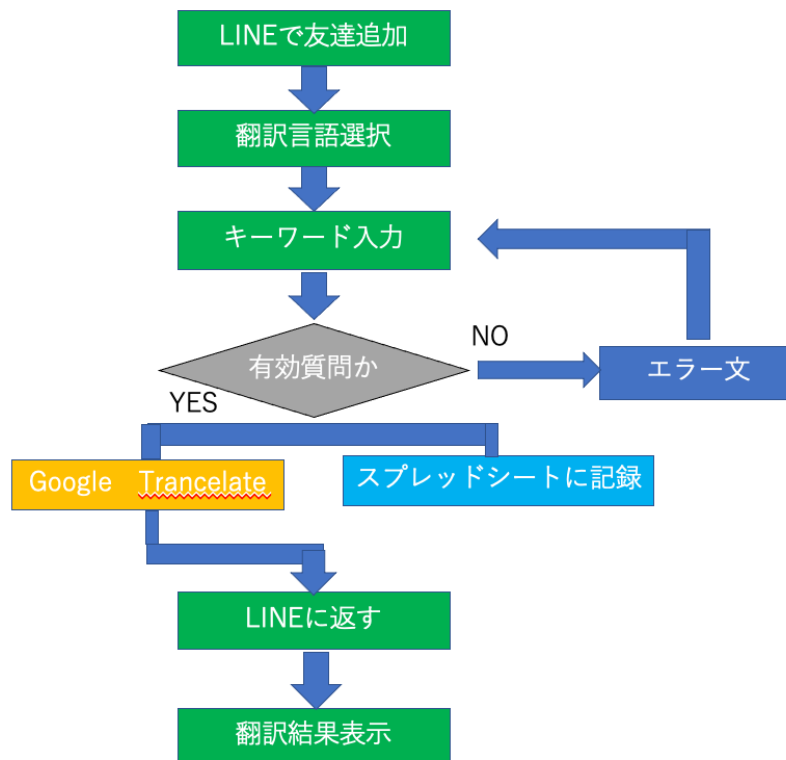 LINEで友達追加
翻訳言語選択
キーワード入力
有効質問か
NO
エラー文
YES
Google　Trancelate
スプレッドシートに記録
LINEに返す
翻訳結果表示